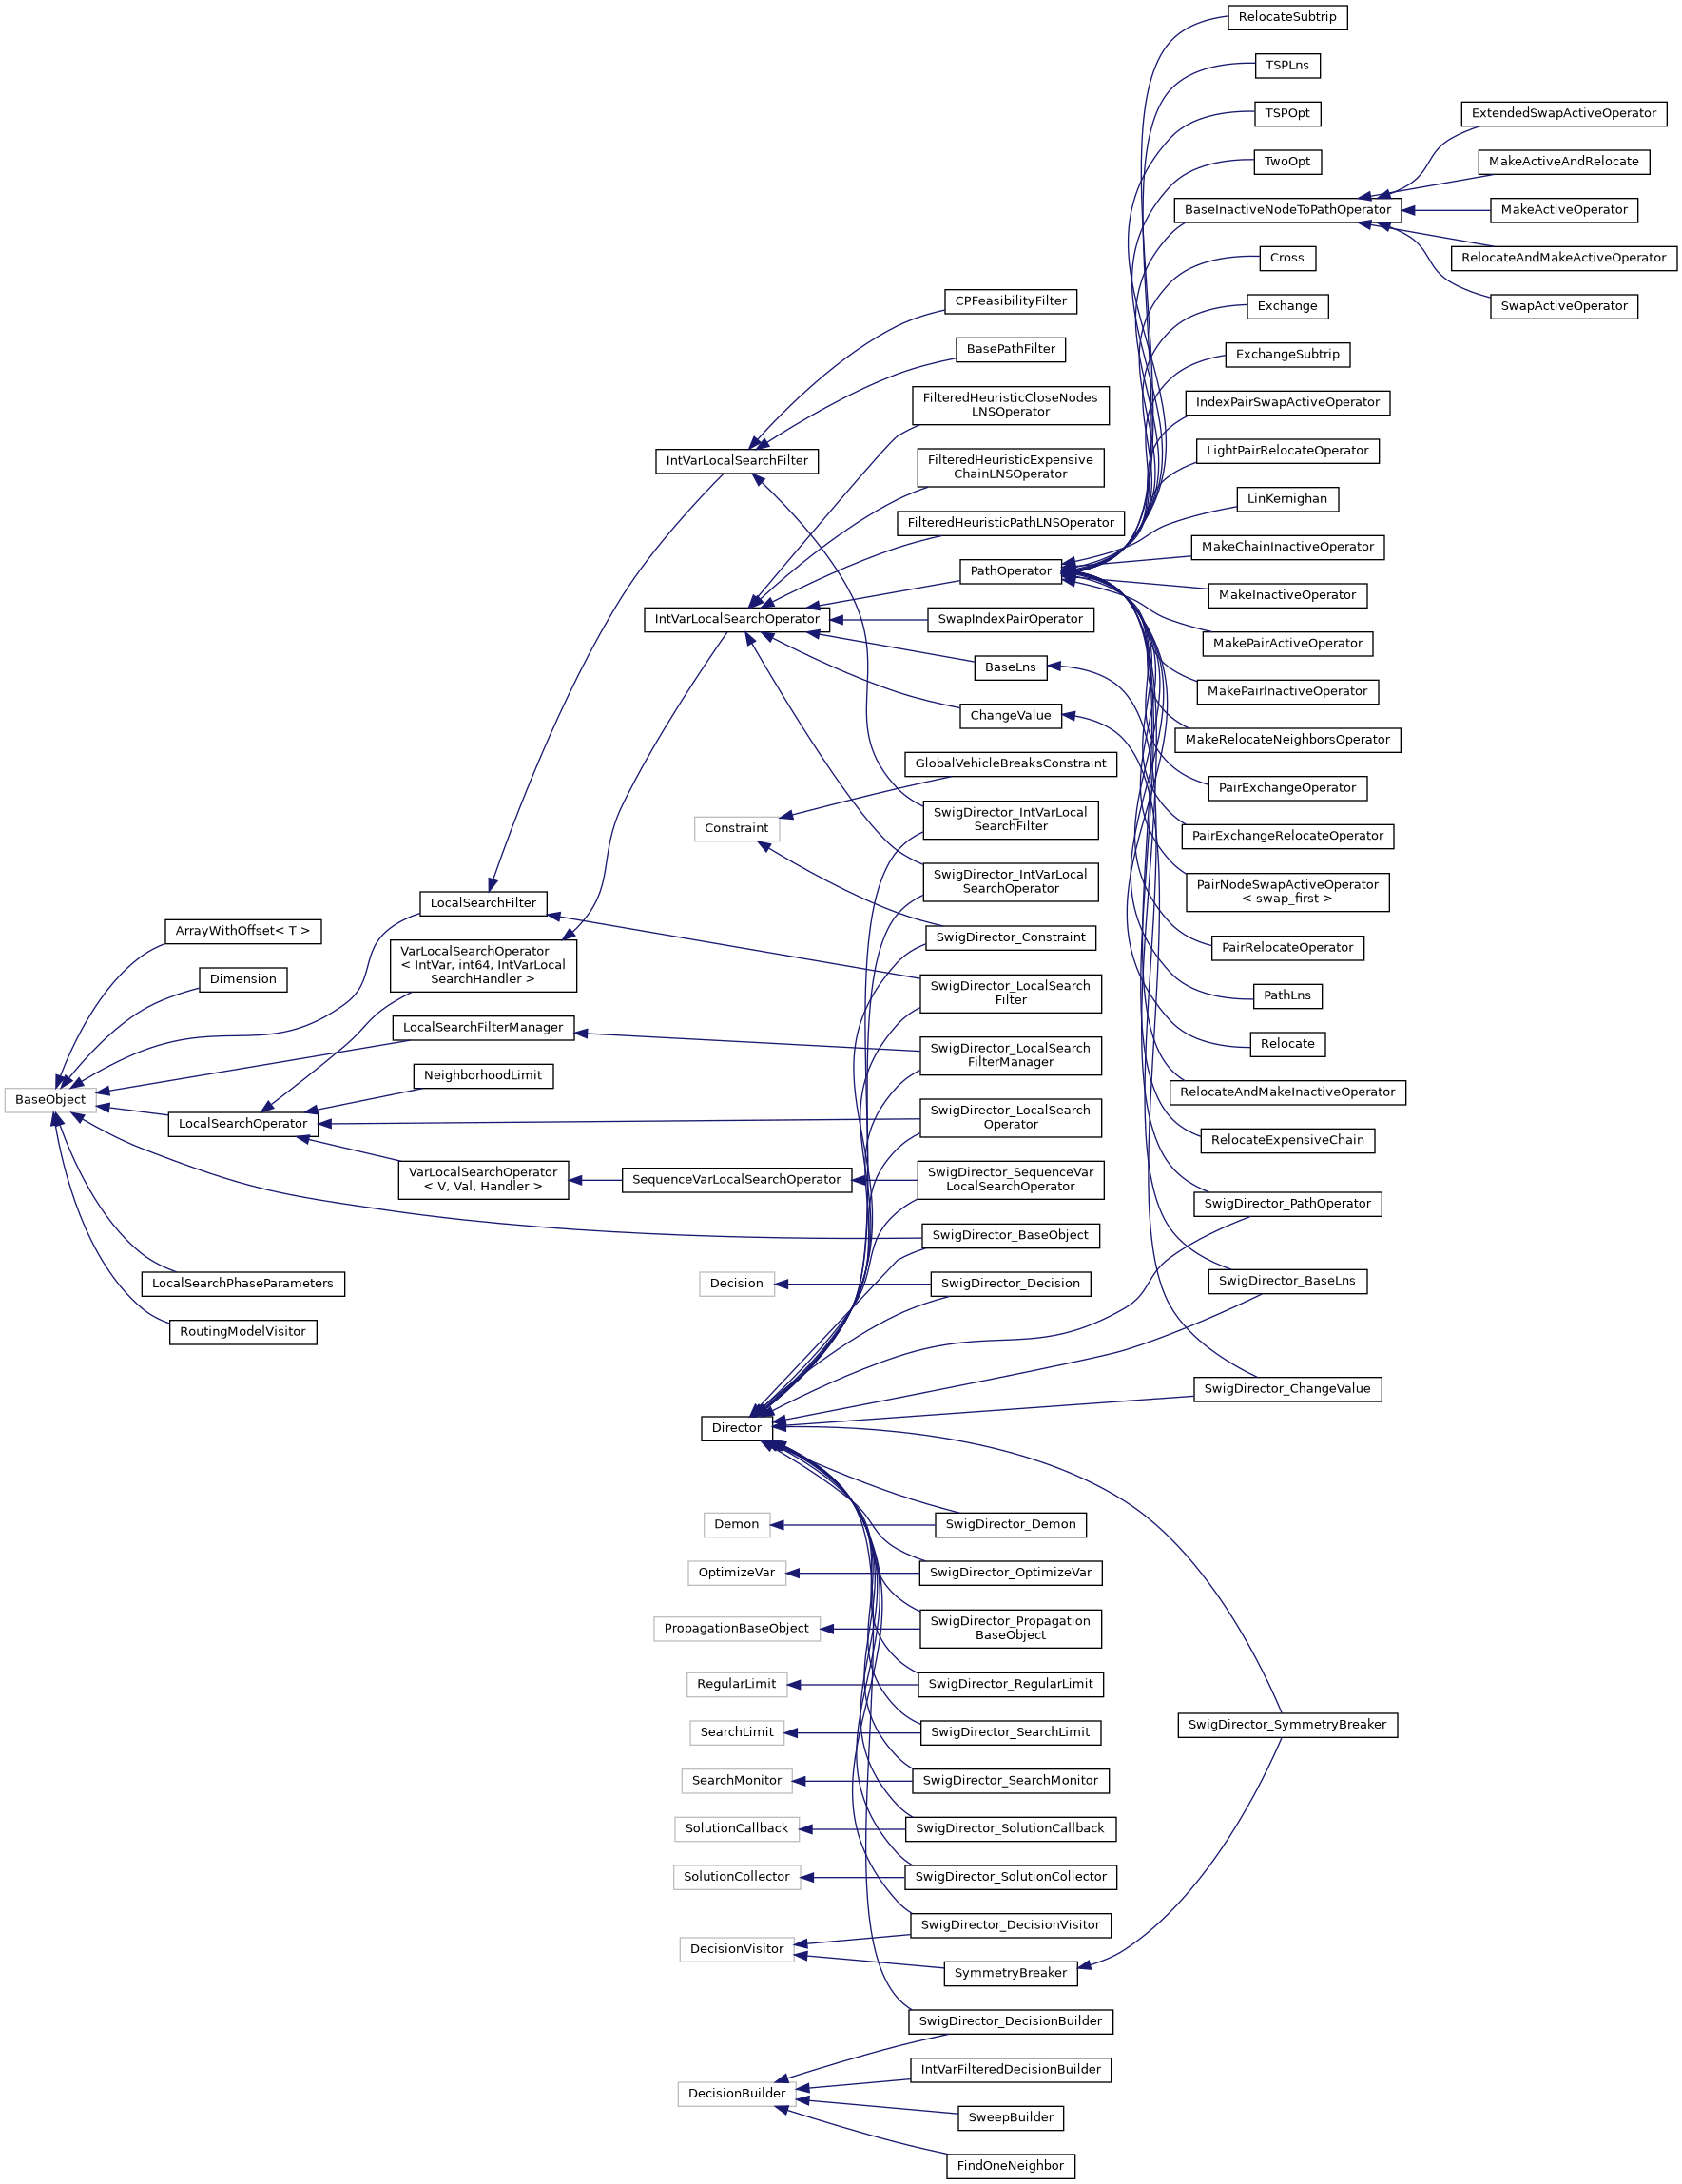 RelocateSubtrip
TSPLns
TSPOpt
ExtendedSwapActiveOperator
TwoOpt
MakeActiveAndRelocate
BaseInactiveNodeToPathOperator
MakeActiveOperator
Cross
RelocateAndMakeActiveOperator
CPFeasibilityFilter
Exchange
SwapActiveOperator
BasePathFilter
ExchangeSubtrip
FilteredHeuristicCloseNodes
LNSOperator
IndexPairSwapActiveOperator
IntVarLocalSearchFilter
LightPairRelocateOperator
FilteredHeuristicExpensive
ChainLNSOperator
LinKernighan
FilteredHeuristicPathLNSOperator
MakeChainInactiveOperator
PathOperator
MakeInactiveOperator
IntVarLocalSearchOperator
SwapIndexPairOperator
MakePairActiveOperator
BaseLns
MakePairInactiveOperator
ChangeValue
MakeRelocateNeighborsOperator
GlobalVehicleBreaksConstraint
PairExchangeOperator
Constraint
SwigDirector_IntVarLocal
SearchFilter
PairExchangeRelocateOperator
SwigDirector_IntVarLocal
SearchOperator
PairNodeSwapActiveOperator
< swap_first >
LocalSearchFilter
ArrayWithOffset< T >
SwigDirector_Constraint
PairRelocateOperator
VarLocalSearchOperator
< IntVar, int64, IntVarLocal
SearchHandler >
Dimension
SwigDirector_LocalSearch
Filter
PathLns
LocalSearchFilterManager
SwigDirector_LocalSearch
FilterManager
Relocate
NeighborhoodLimit
RelocateAndMakeInactiveOperator
BaseObject
LocalSearchOperator
SwigDirector_LocalSearch
Operator
RelocateExpensiveChain
VarLocalSearchOperator
< V, Val, Handler >
SequenceVarLocalSearchOperator
SwigDirector_SequenceVar
LocalSearchOperator
SwigDirector_PathOperator
SwigDirector_BaseObject
LocalSearchPhaseParameters
Decision
SwigDirector_Decision
SwigDirector_BaseLns
RoutingModelVisitor
SwigDirector_ChangeValue
Director
Demon
SwigDirector_Demon
OptimizeVar
SwigDirector_OptimizeVar
PropagationBaseObject
SwigDirector_Propagation
BaseObject
RegularLimit
SwigDirector_RegularLimit
SearchLimit
SwigDirector_SearchLimit
SwigDirector_SymmetryBreaker
SearchMonitor
SwigDirector_SearchMonitor
SolutionCallback
SwigDirector_SolutionCallback
SolutionCollector
SwigDirector_SolutionCollector
SwigDirector_DecisionVisitor
DecisionVisitor
SymmetryBreaker
SwigDirector_DecisionBuilder
IntVarFilteredDecisionBuilder
DecisionBuilder
SweepBuilder
FindOneNeighbor